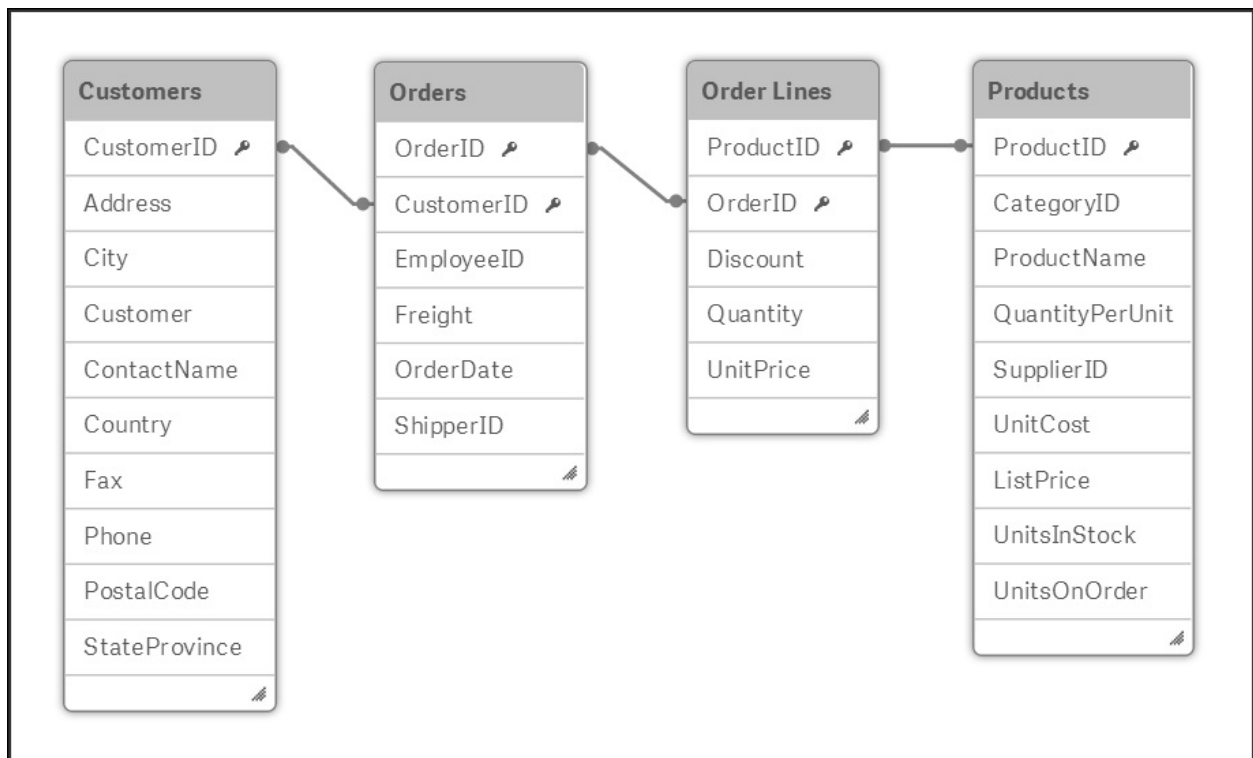 Customers
CustomerID
Address
City
Customer
ContactName
Country
Fax
Phone
PostalCode
StateProvince
Orders
OrderID
CustomerID
EmployeeID
Freight
OrderDate
ShipperID
Order Lines
ProductID
OrderID
Discount
Quantity
UnitPrice
Products
ProductID
CategoryID
ProductName
QuantityPerUnit
SupplierID
UnitCost
ListPrice
UnitsInStock
UnitsOnOrder